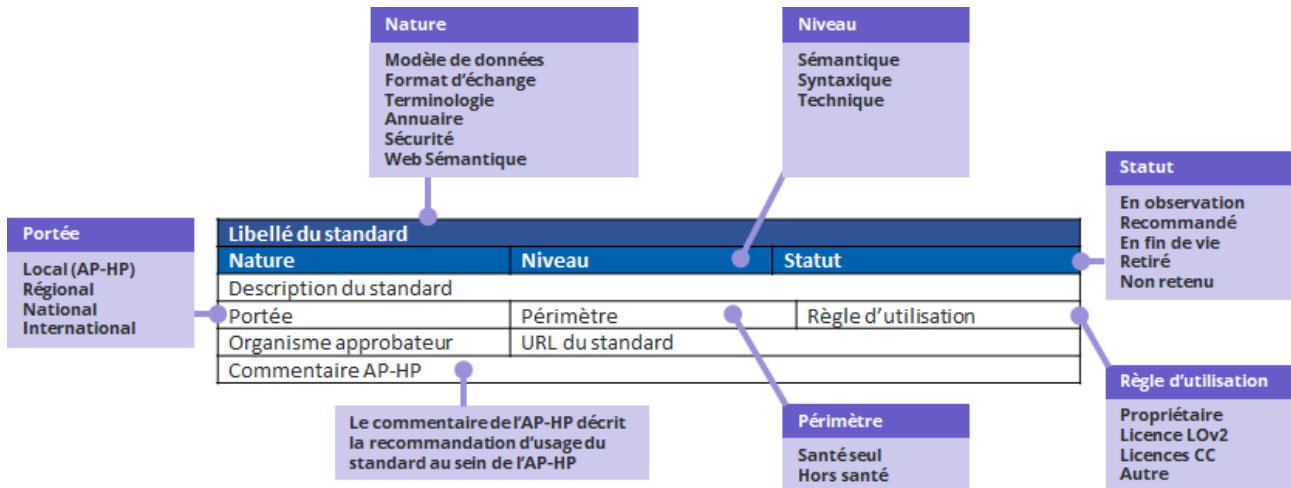 Nature
Modèle de données
Format d'échange
Terminologie
Annuaire
Sécurité
Web Sémantique
Niveau
Sémantique
Syntaxique
Technique
Statut
En observation
Recommandé
En fin de vie
Retiré
Non retenu
Portée
Local (AP-HP)
Régional
National
International
Libellé du standard
Nature Niveau Statut
Description du standard
Portée Périmètre Règle d'utilisation
Organisme approbateur URL du standard
Commentaire AP-HP
Le commentaire de l'AP-HP décrit
la recommandation d'usage du
standard au sein de l'AP-HP
Périmètre
Santé seul
Hors santé
Règle d'utilisation
Propriétaire
Licence LOv2
Licences CC
Autre